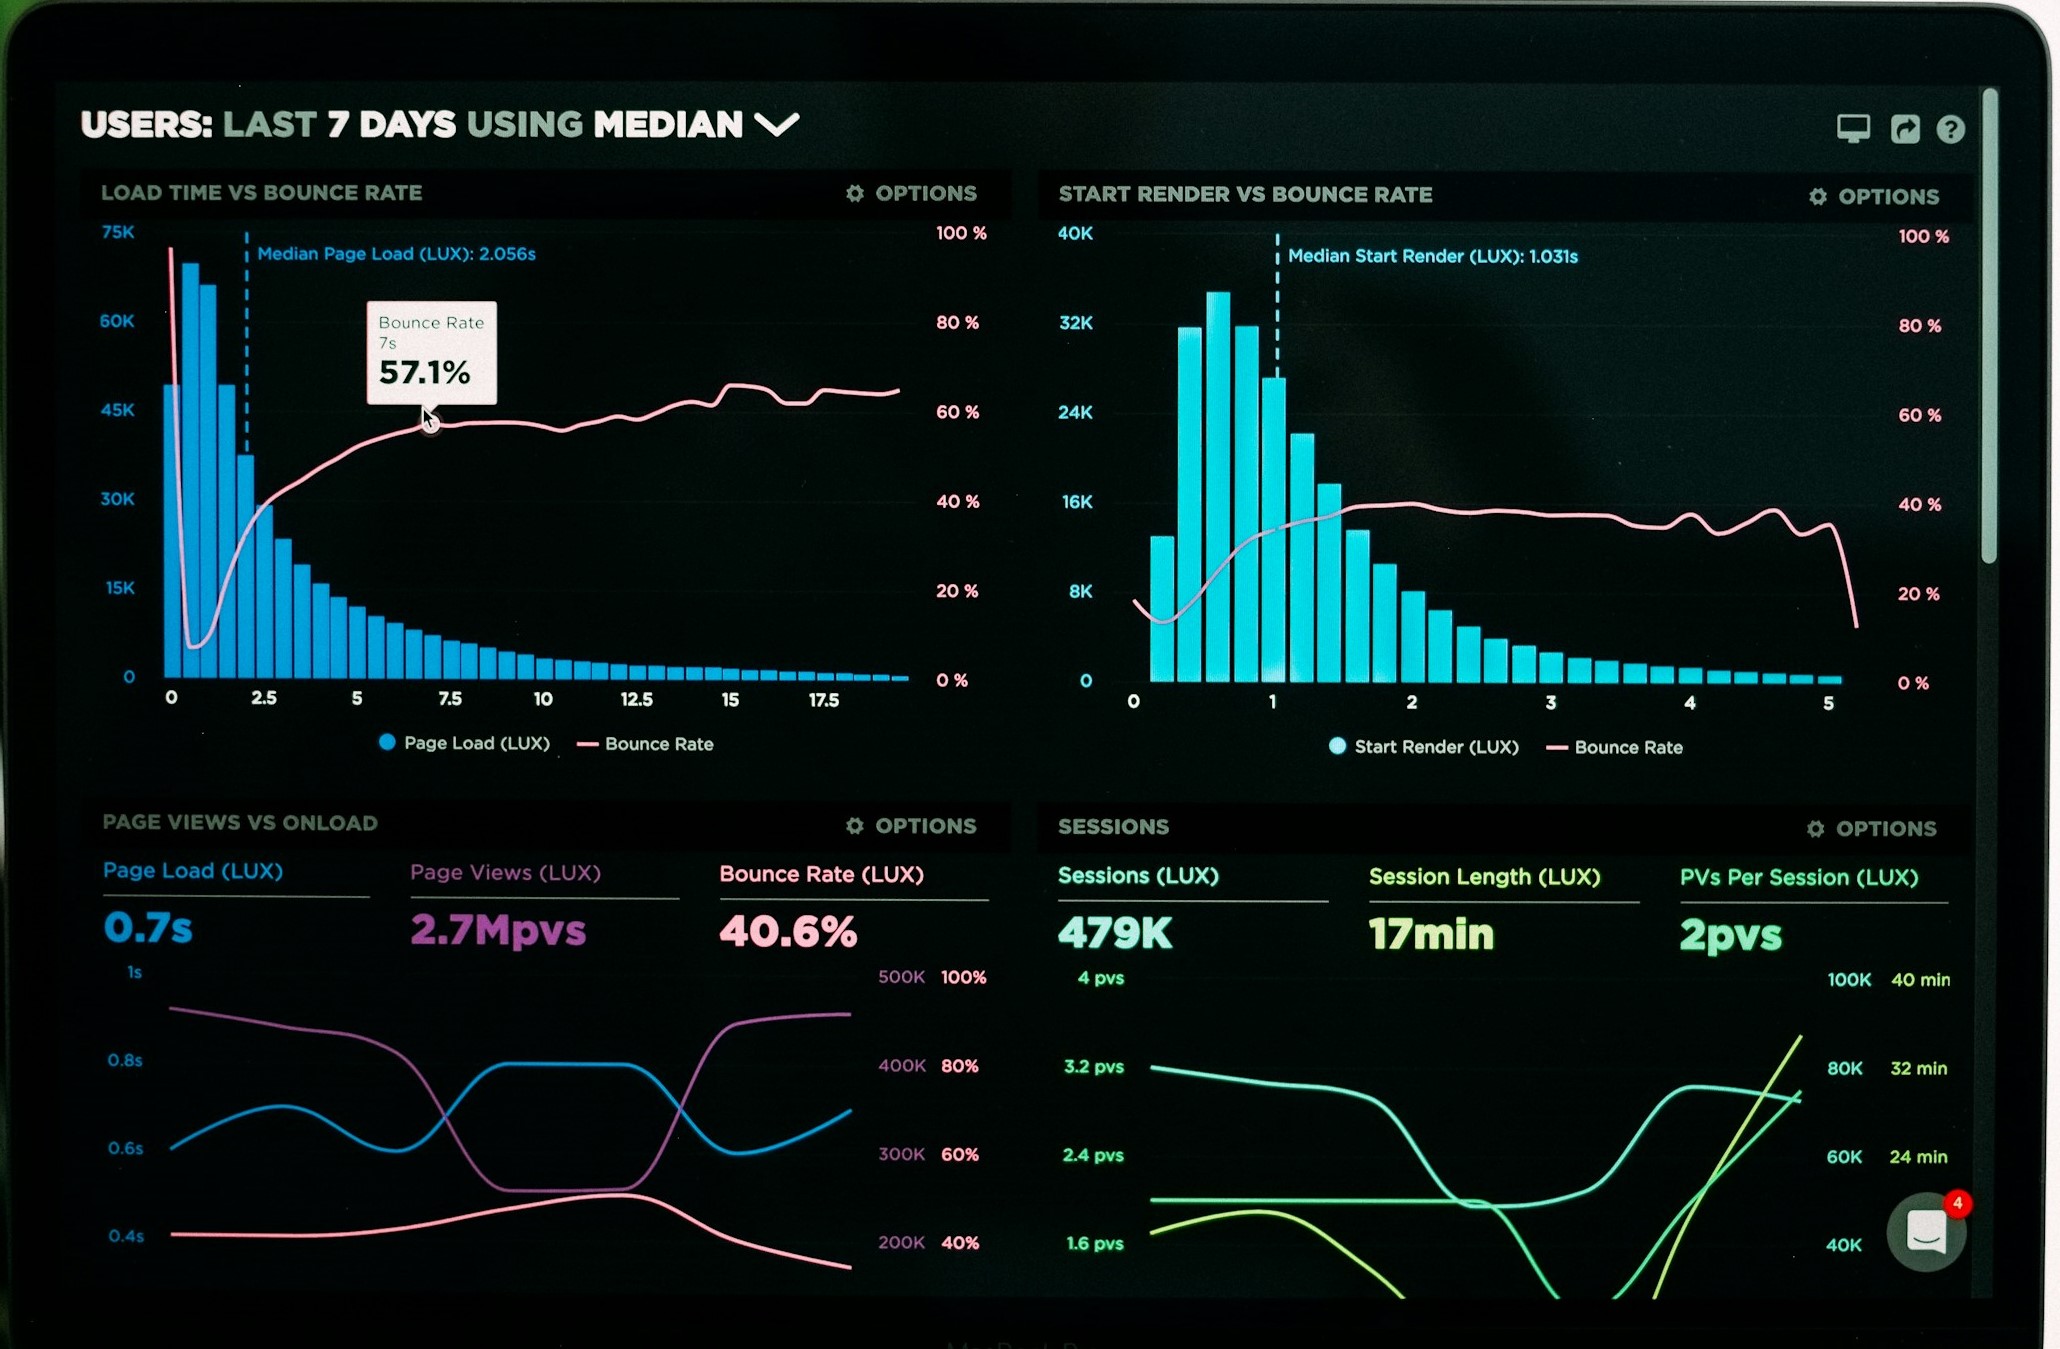 USERS: LAST 7 DAYS USING MEDIAN
LOAD TIME VS BOUNCE RATE
OPTIONS
75K
60K
45K
30K
15K
0
Median Page Load (LUX): 2.056s
Bounce Rate
7s
57.1%
100 %
80 %
60 %
40 %
20 %
0 %
0 2.5 5 7.5 10 12.5 15 17.5
Page Load (LUX) Bounce Rate
START RENDER VS BOUNCE RATE
OPTIONS
40K
32K
24K
16K
8K
0
Median Start Render (LUX): 1.031s
100 %
80 %
60 %
40 %
20 %
0 %
0 1 2 3 4 5
Start Render (LUX) Bounce Rate
PAGE VIEWS VS ONLOAD
OPTIONS
Page Load (LUX) Page Views (LUX) Bounce Rate (LUX)
0.7s 2.7Mpvs 40.6%
1s 500K 100%
0.8s 400K 80%
0.6s 300K 60%
0.4s 200K 40%
SESSIONS
OPTIONS
Sessions (LUX) Session Length (LUX) PVs Per Session (LUX)
479K 17min 2pvs
4 pvs 100K 40 min
3.2 pvs 80K 32 min
2.4 pvs 60K 24 min
1.6 pvs 40K
4